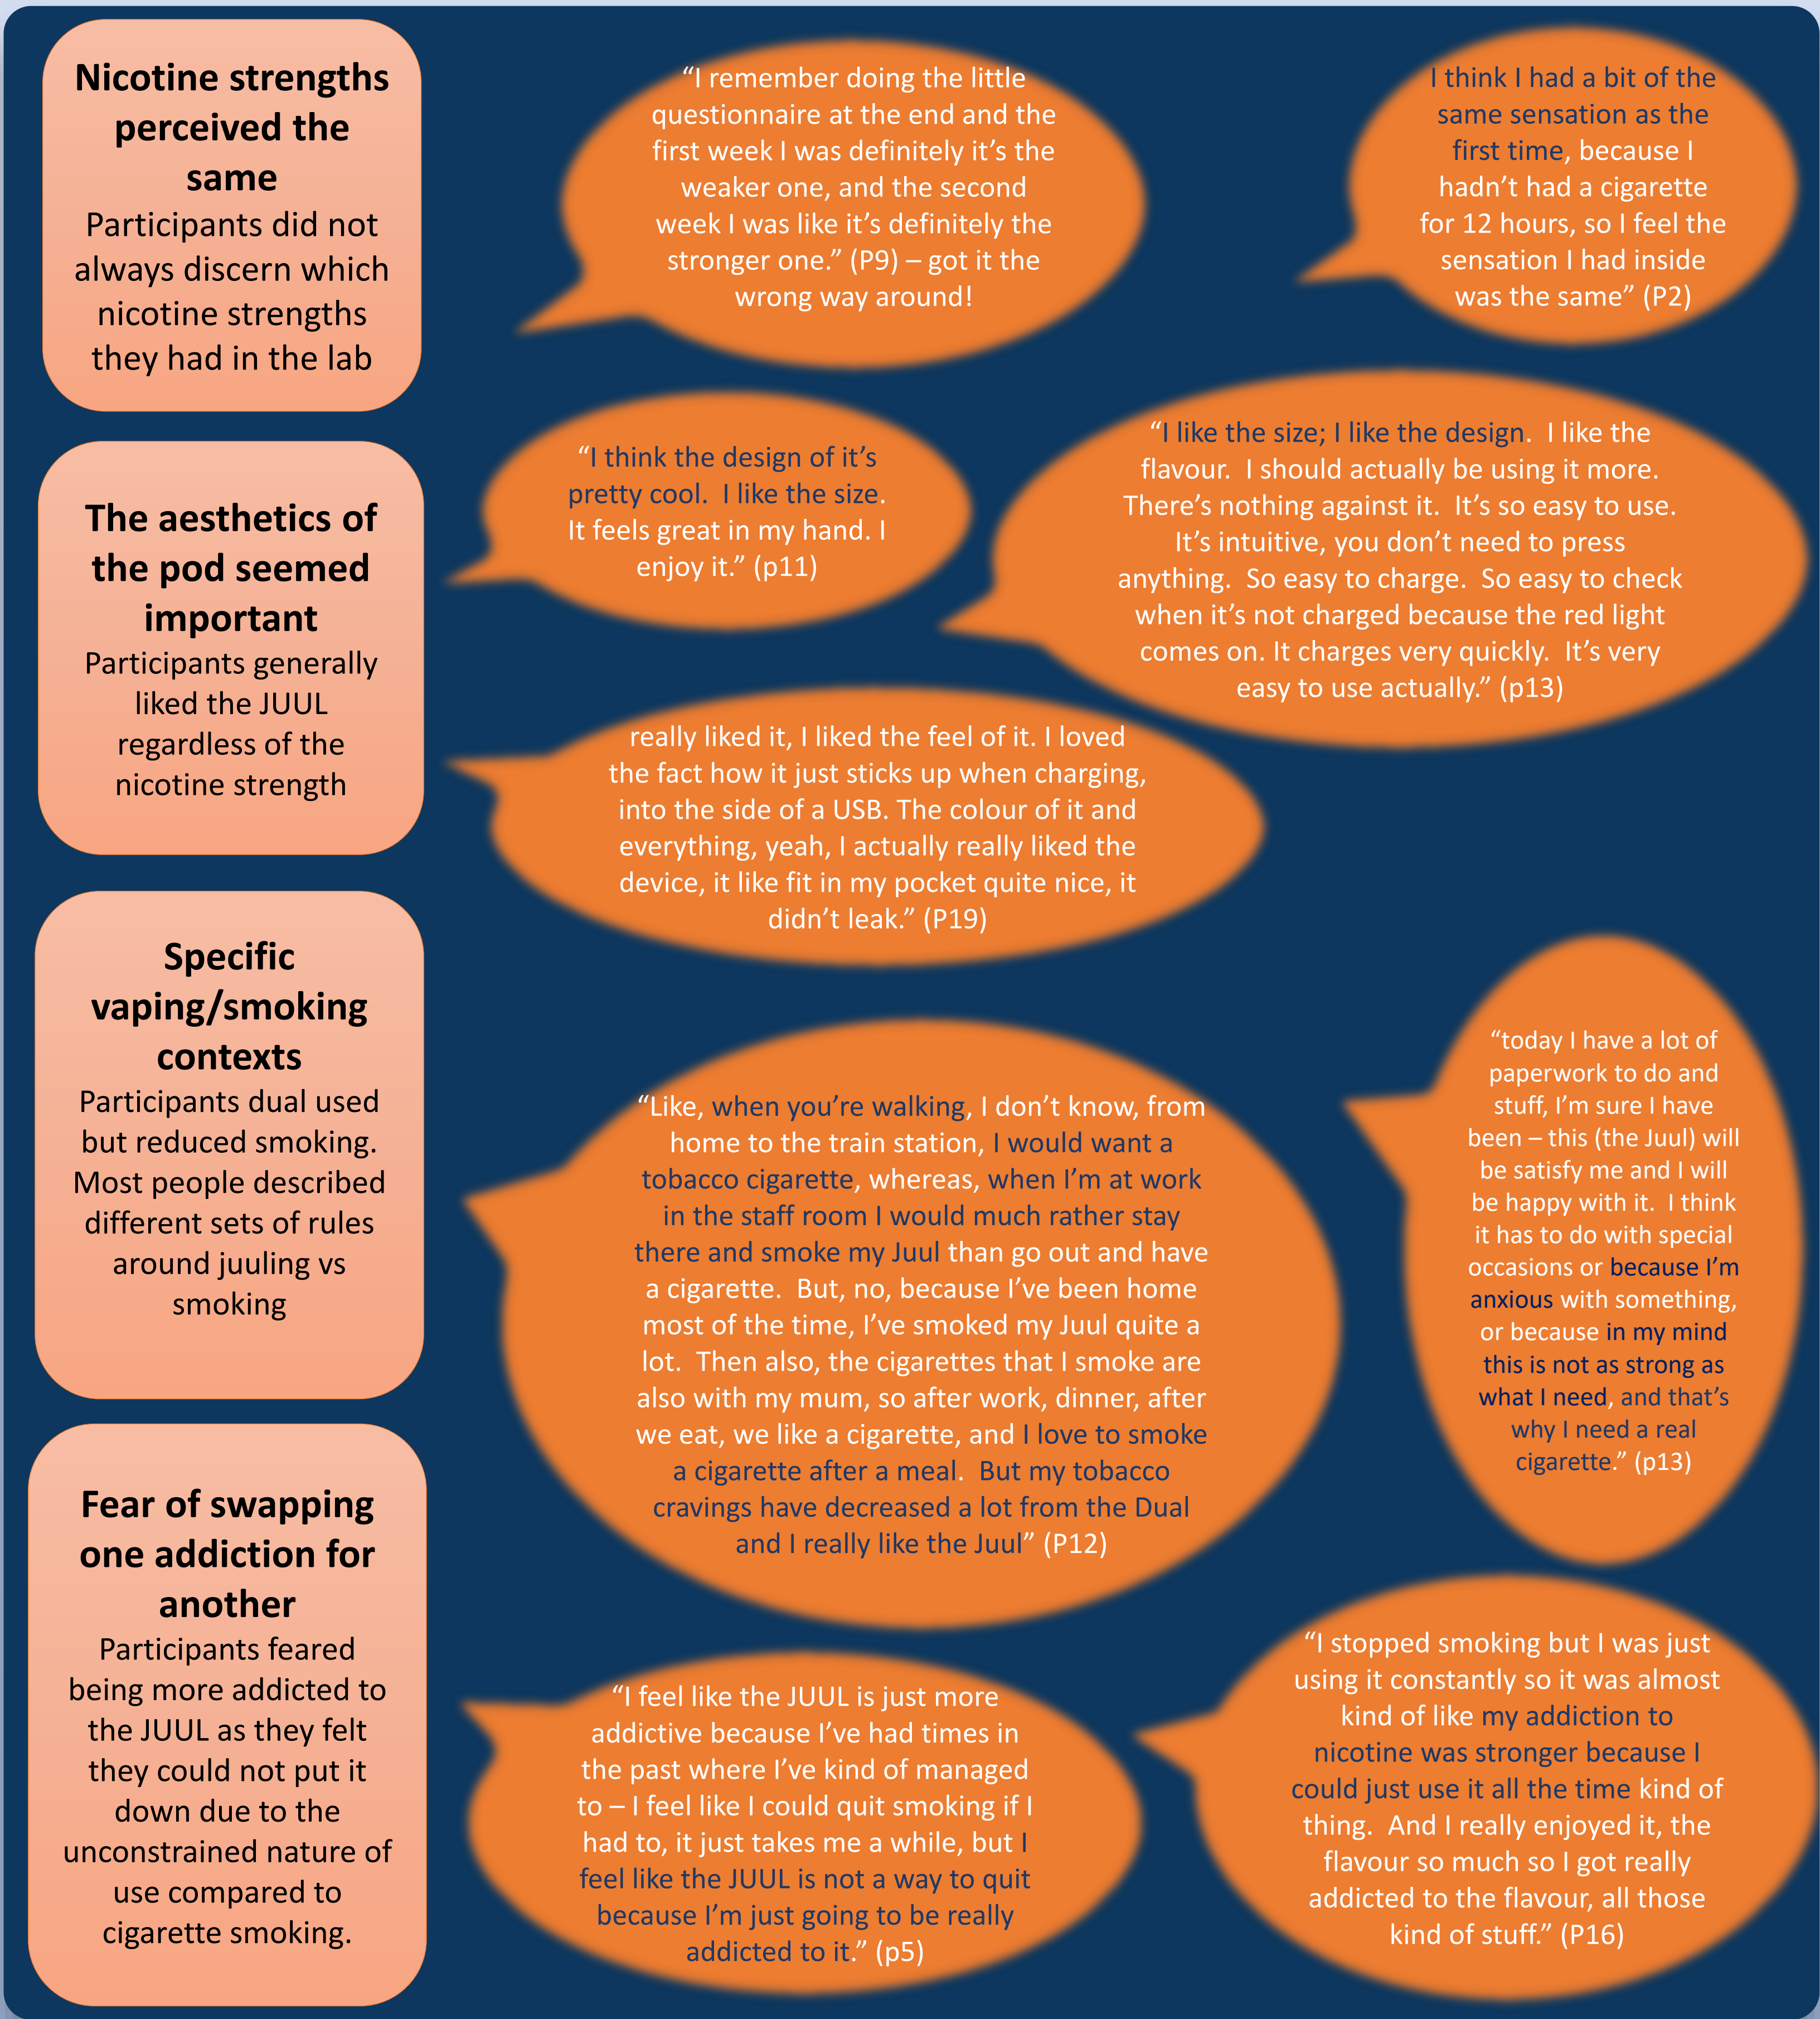 Nicotine strengths
perceived the
same
Participants did not
always discern which
nicotine strengths
they had in the lab
“I remember doing the little
questionnaire at the end and the
first week I was definitely it’s the
weaker one, and the second
week I was like it’s definitely the
stronger one.” (P9) – got it the
wrong way around!
I think I had a bit of the
same sensation as the
first time, because I
hadn’t had a cigarette
for 12 hours, so I feel the
sensation I had inside
was the same” (P2)
The aesthetics of
the pod seemed
important
Participants generally
liked the JUUL
regardless of the
nicotine strength
“I think the design of it’s
pretty cool.  I like the size.
It feels great in my hand. I
enjoy it.” (p11)
“I like the size; I like the design.  I like the
flavour.  I should actually be using it more.
There’s nothing against it.  It’s so easy to use.
It’s intuitive, you don’t need to press
anything.  So easy to charge.  So easy to check
when it’s not charged because the red light
comes on. It charges very quickly.  It’s very
easy to use actually.” (p13)
really liked it, I liked the feel of it. I loved
the fact how it just sticks up when charging,
into the side of a USB. The colour of it and
everything, yeah, I actually really liked the
device, it like fit in my pocket quite nice, it
didn’t leak.” (P19)
Specific
vaping/smoking
contexts
Participants dual used
but reduced smoking.
Most people described
different sets of rules
around juuling vs
smoking
“Like, when you’re walking, I don’t know, from
home to the train station, I would want a
tobacco cigarette, whereas, when I’m at work
in the staff room I would much rather stay
there and smoke my Juul than go out and have
a cigarette.  But, no, because I’ve been home
most of the time, I’ve smoked my Juul quite a
lot.  Then also, the cigarettes that I smoke are
also with my mum, so after work, dinner, after
we eat, we like a cigarette, and I love to smoke
a cigarette after a meal.  But my tobacco
cravings have decreased a lot from the Dual
and I really like the Juul” (P12)
“today I have a lot of
paperwork to do and
stuff, I’m sure I have
been – this (the Juul) will
be satisfy me and I will
be happy with it.  I think
it has to do with special
occasions or because I’m
anxious with something,
or because in my mind
this is not as strong as
what I need, and that’s
why I need a real
cigarette.” (p13)
Fear of swapping
one addiction for
another
Participants feared
being more addicted to
the JUUL as they felt
they could not put it
down due to the
unconstrained nature of
use compared to
cigarette smoking.
“I feel like the JUUL is just more
addictive because I’ve had times in
the past where I’ve kind of managed
to – I feel like I could quit smoking if I
had to, it just takes me a while, but I
feel like the JUUL is not a way to quit
because I’m just going to be really
addicted to it.” (p5)
“I stopped smoking but I was just
using it constantly so it was almost
kind of like my addiction to
nicotine was stronger because I
could just use it all the time kind of
thing.  And I really enjoyed it, the
flavour so much so I got really
addicted to the flavour, all those
kind of stuff.” (P16)